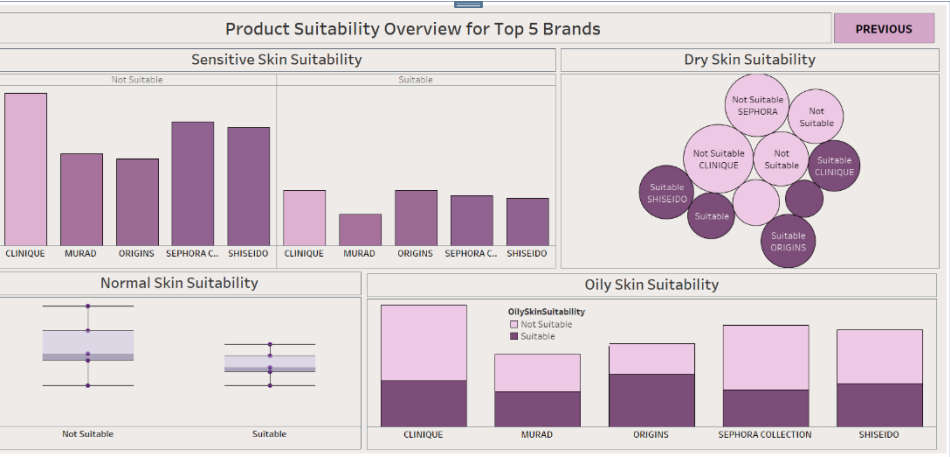 Product Suitability Overview for Top 5 Brands
PREVIOUS
Sensitive Skin Suitability
Not Suitable
Suitable
CLINIQUE
MURAD
ORIGINS
SEPHORA C..
SHISEIDO
CLINIQUE
MURAD
ORIGINS
SEPHORA C..
SHISEIDO
Dry Skin Suitability
Not Suitable
SEPHORA
Not
Suitable
Not Suitable
CLINIQUE
Not
Suitable
Suitable
CLINIQUE
Suitable
SHISEIDO
Suitable
Suitable
ORIGINS
Normal Skin Suitability
Not Suitable
Suitable
Oily Skin Suitability
OilySkinSuitability
Not Suitable
Suitable
CLINIQUE
MURAD
ORIGINS
SEPHORA COLLECTION
SHISEIDO